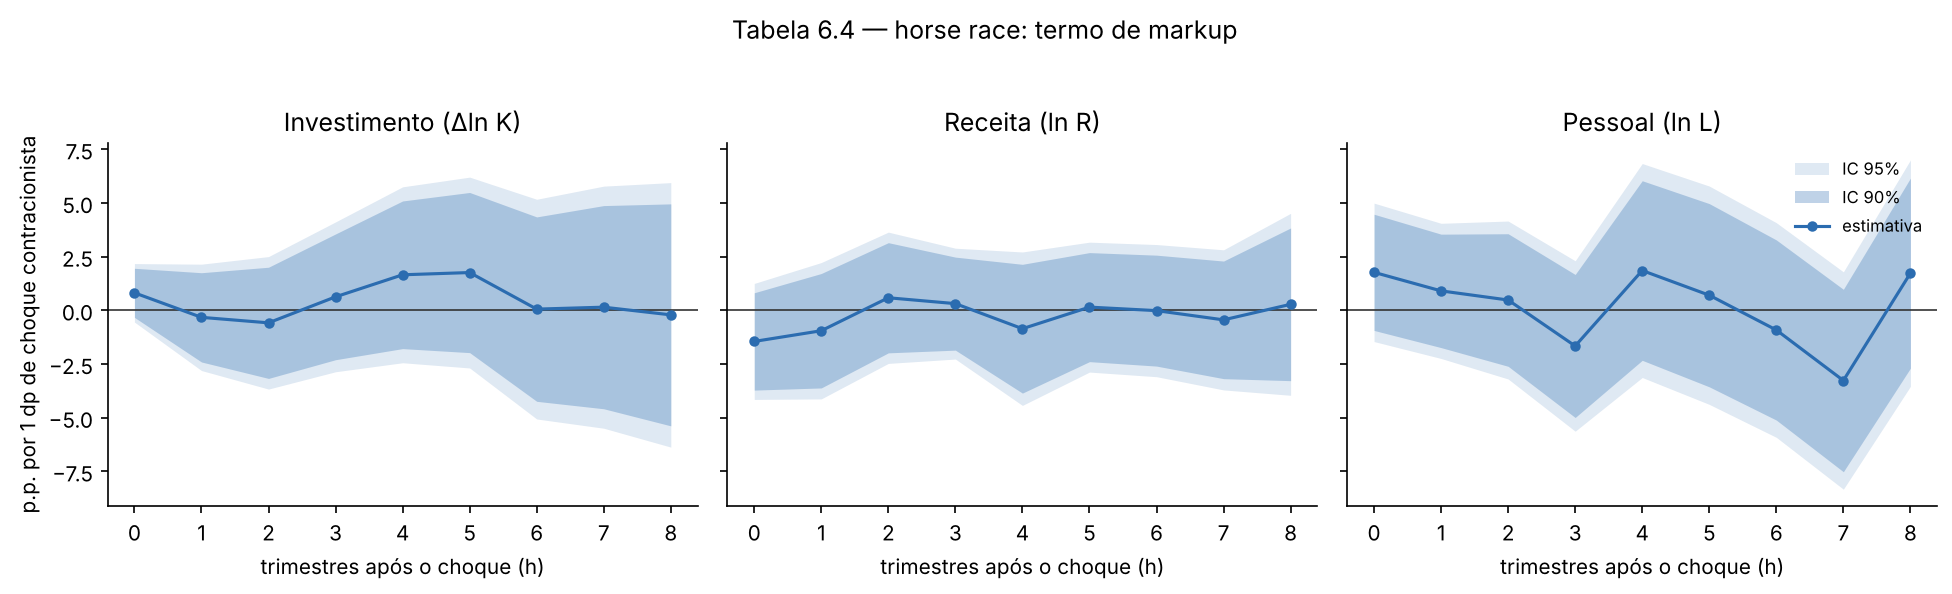 Tabela 6.4 — horse race: termo de markup
Investimento (Δln K)
Receita (ln R)
Pessoal (ln L)
p.p. por 1 dp de choque contracionista
7.5
5.0
2.5
0.0
−2.5
−5.0
−7.5
IC 95%
IC 90%
estimativa
0 1 2 3 4 5 6 7 8
0 1 2 3 4 5 6 7 8
0 1 2 3 4 5 6 7 8
trimestres após o choque (h)
trimestres após o choque (h)
trimestres após o choque (h)